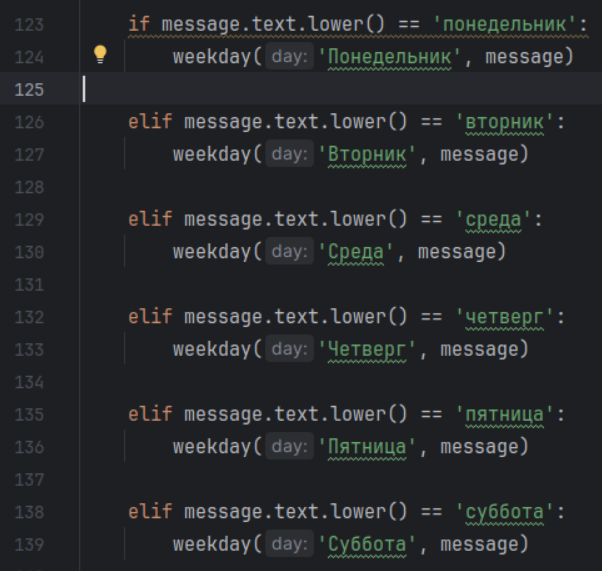 123 if message.text.lower() == 'понедельник':
124 weekday( day: 'Понедельник', message)
125
126 elif message.text.lower() == 'вторник':
127 weekday( day: 'Вторник', message)
128
129 elif message.text.lower() == 'среда':
130 weekday( day: 'Среда', message)
131
132 elif message.text.lower() == 'четверг':
133 weekday( day: 'Четверг', message)
134
135 elif message.text.lower() == 'пятница':
136 weekday( day: 'Пятница', message)
137
138 elif message.text.lower() == 'суббота':
139 weekday( day: 'Суббота', message)